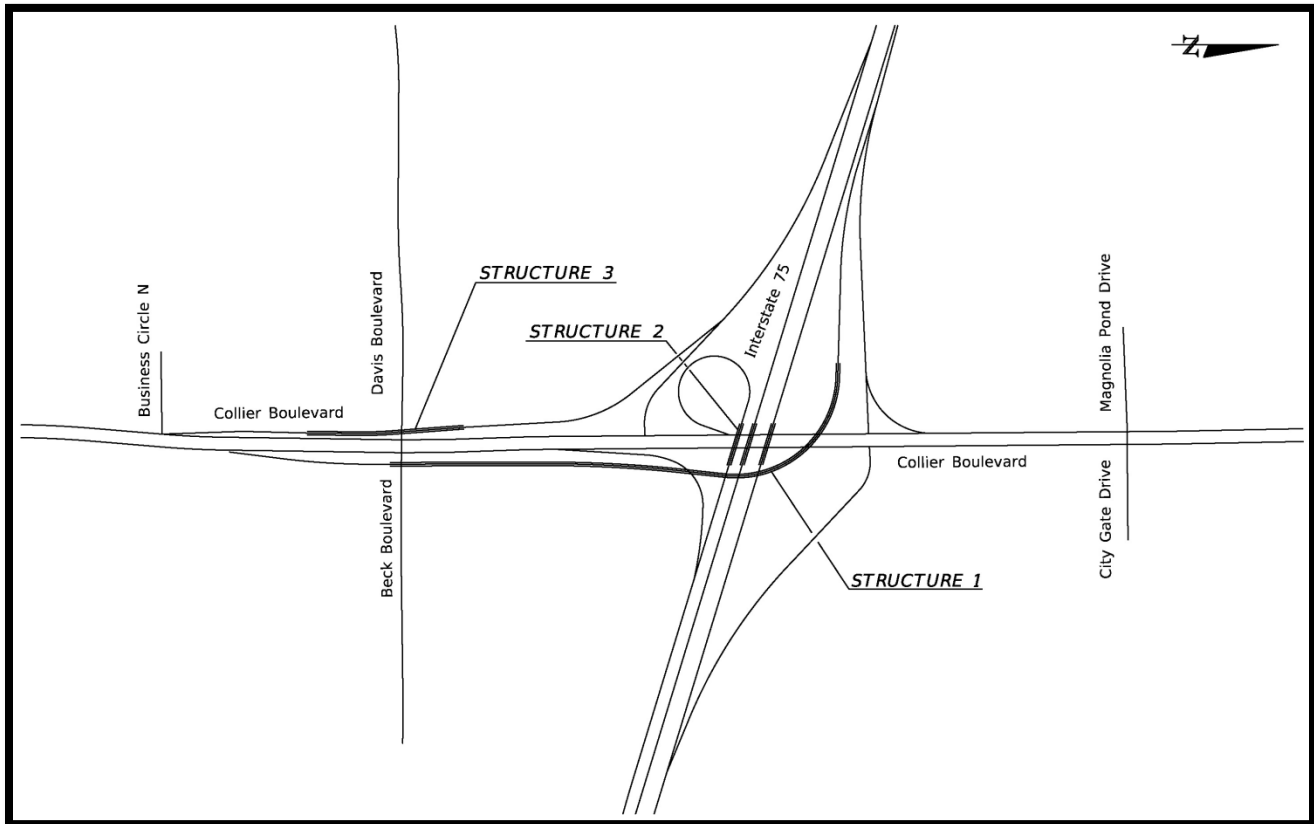 N
STRUCTURE 3
STRUCTURE 2
Interstate 75
Business Circle N
Davis Boulevard
Magnolia Pond Drive
Collier Boulevard
Collier Boulevard
Beck Boulevard
City Gate Drive
STRUCTURE 1